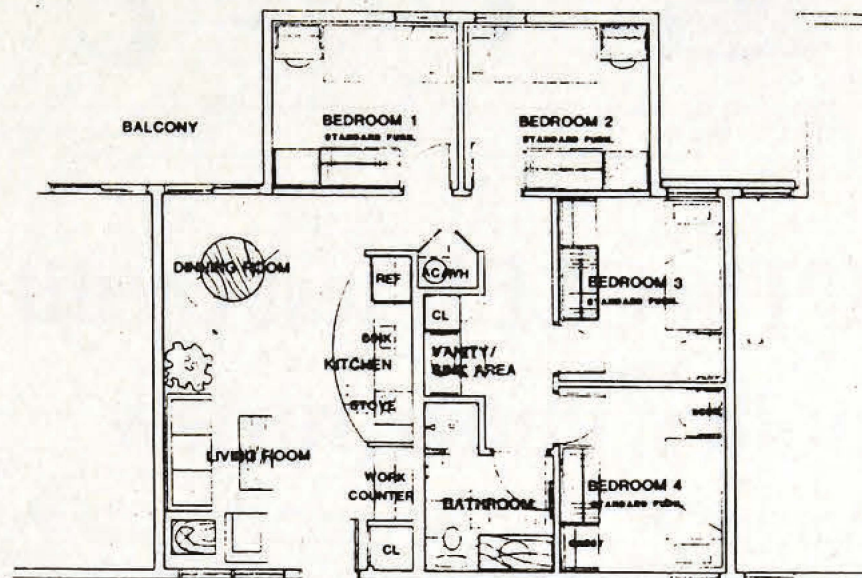 BALCONY
BEDROOM 1
STANDARD FURN.
BEDROOM 2
STANDARD FURN.
DINNING ROOM
REF
AC/WH
BEDROOM 3
STANDARD FURN.
CL
SINK
KITCHEN
VANITY/
SINK AREA
STOVE
LIVING ROOM
WORK
COUNTER
BATHROOM
BEDROOM 4
STANDARD FURN.
CL